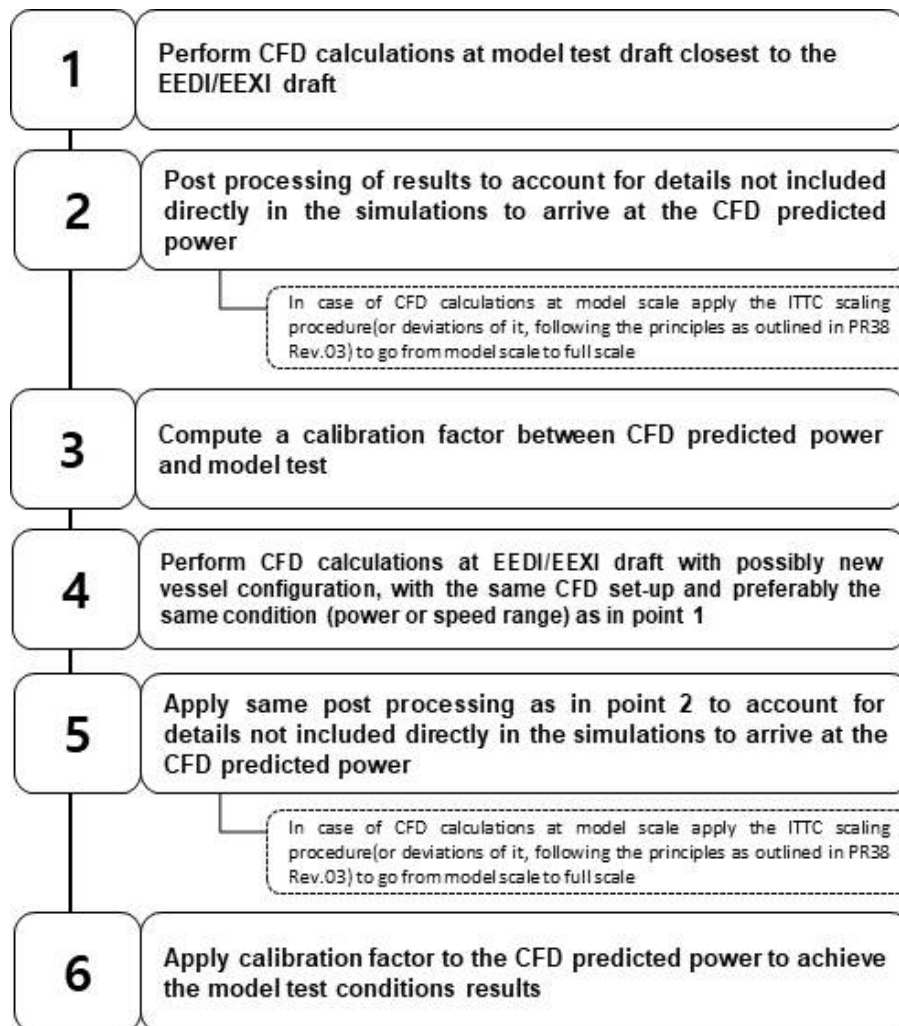 1
Perform CFD calculations at model test draft closest to the
EEDI/EEXI draft
2
Post processing of results to account for details not included
directly in the simulations to arrive at the CFD predicted
power
In case of CFD calculations at model scale apply the ITTC scaling
procedure(or deviations of it, following the principles as outlined in PR38
Rev.03) to go from model scale to full scale
3
Compute a calibration factor between CFD predicted power
and model test
4
Perform CFD calculations at EEDI/EEXI draft with possibly new
vessel configuration, with the same CFD set-up and preferably the
same condition (power or speed range) as in point 1
5
Apply same post processing as in point 2 to account for
details not included directly in the simulations to arrive at the
CFD predicted power
In case of CFD calculations at model scale apply the ITTC scaling
procedure(or deviations of it, following the principles as outlined in PR38
Rev.03) to go from model scale to full scale
6
Apply calibration factor to the CFD predicted power to achieve
the model test conditions results